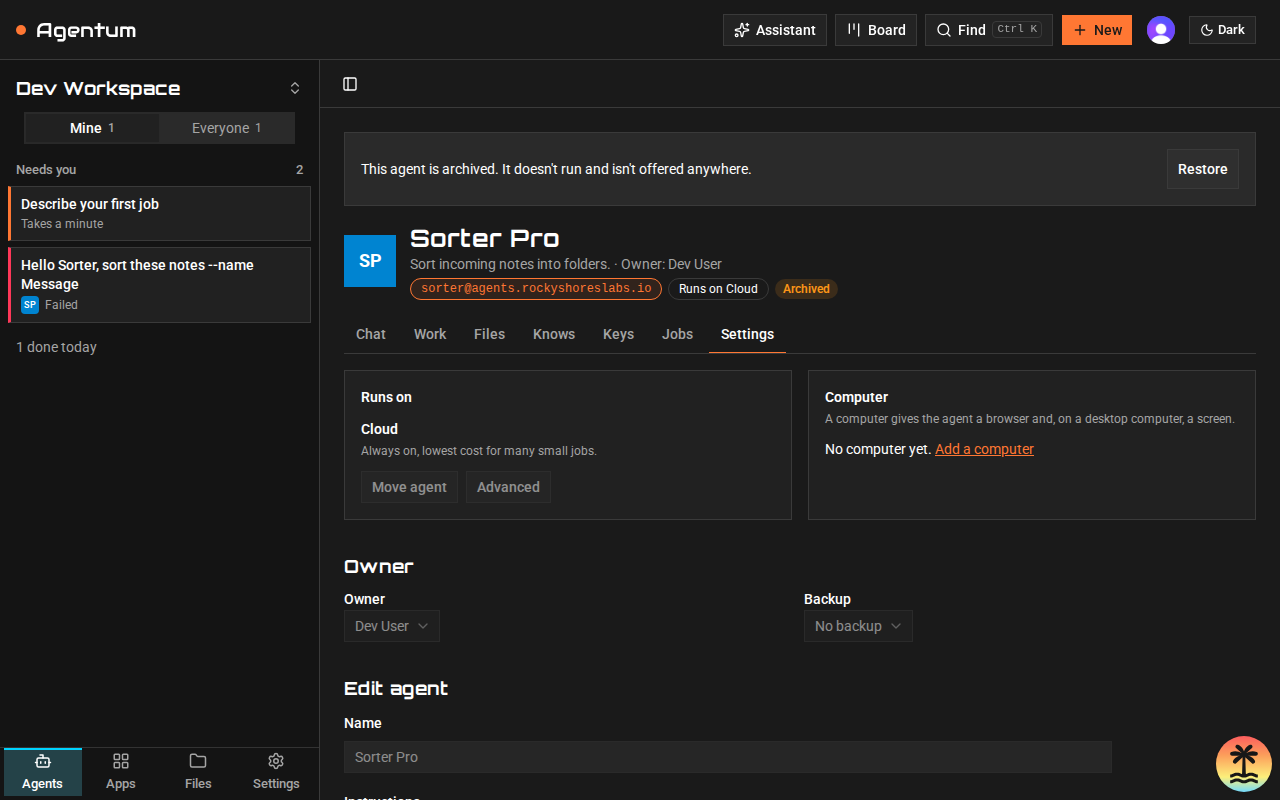 Agentum
Assistant
Board
Find Ctrl K
New
Dark
Dev Workspace
Mine 1
Everyone 1
Needs you 2
Describe your first job
Takes a minute
Hello Sorter, sort these notes --name
Message
SP Failed
1 done today
Agents
Apps
Files
Settings
This agent is archived. It doesn't run and isn't offered anywhere.
Restore
SP
Sorter Pro
Sort incoming notes into folders. · Owner: Dev User
sorter@agents.rockyshoreslabs.io
Runs on Cloud
Archived
Chat
Work
Files
Knows
Keys
Jobs
Settings
Runs on
Cloud
Always on, lowest cost for many small jobs.
Move agent
Advanced
Computer
A computer gives the agent a browser and, on a desktop computer, a screen.
No computer yet. Add a computer
Owner
Owner
Dev User
Backup
No backup
Edit agent
Name
Sorter Pro